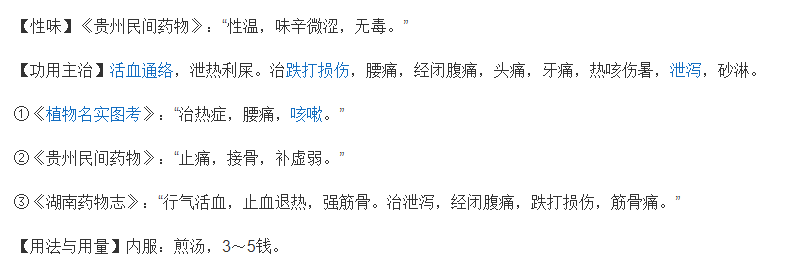 【性味】《贵州民间药物》：“性温，味辛微涩，无毒。”
【功用主治】活血通络，泄热利尿。治跌打损伤，腰痛，经闭腹痛，头痛，牙痛，热咳伤暑，泄泻，砂淋。
①《植物名实图考》：“治热症，腰痛，咳嗽。”
②《贵州民间药物》：“止痛，接骨，补虚弱。”
③《湖南药物志》：“行气活血，止血退热，强筋骨。治泄泻，经闭腹痛，跌打损伤，筋骨痛。”
【用法与用量】内服：煎汤，3～5钱。